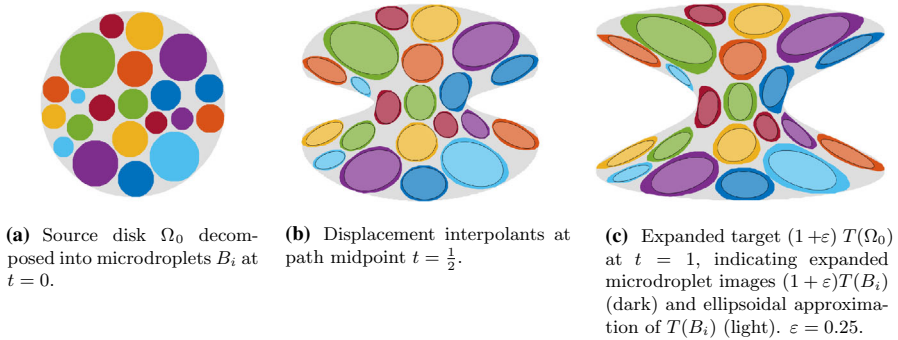 (a) Source disk Ω₀ decom-
posed into microdroplets Bᵢ at
t = 0.
(b) Displacement interpolants at
path midpoint t = ½.
(c) Expanded target (1+ε) T(Ω₀)
at t = 1, indicating expanded
microdroplet images (1 + ε)T(Bᵢ)
(dark) and ellipsoidal approxima-
tion of T(Bᵢ) (light). ε = 0.25.